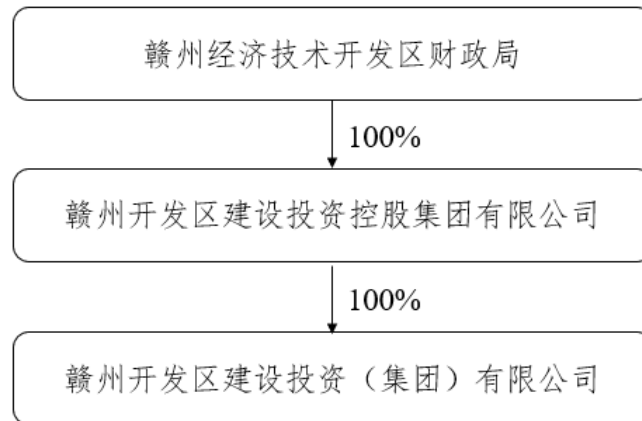 赣州经济技术开发区财政局
100%
赣州开发区建设投资控股集团有限公司
100%
赣州开发区建设投资（集团）有限公司